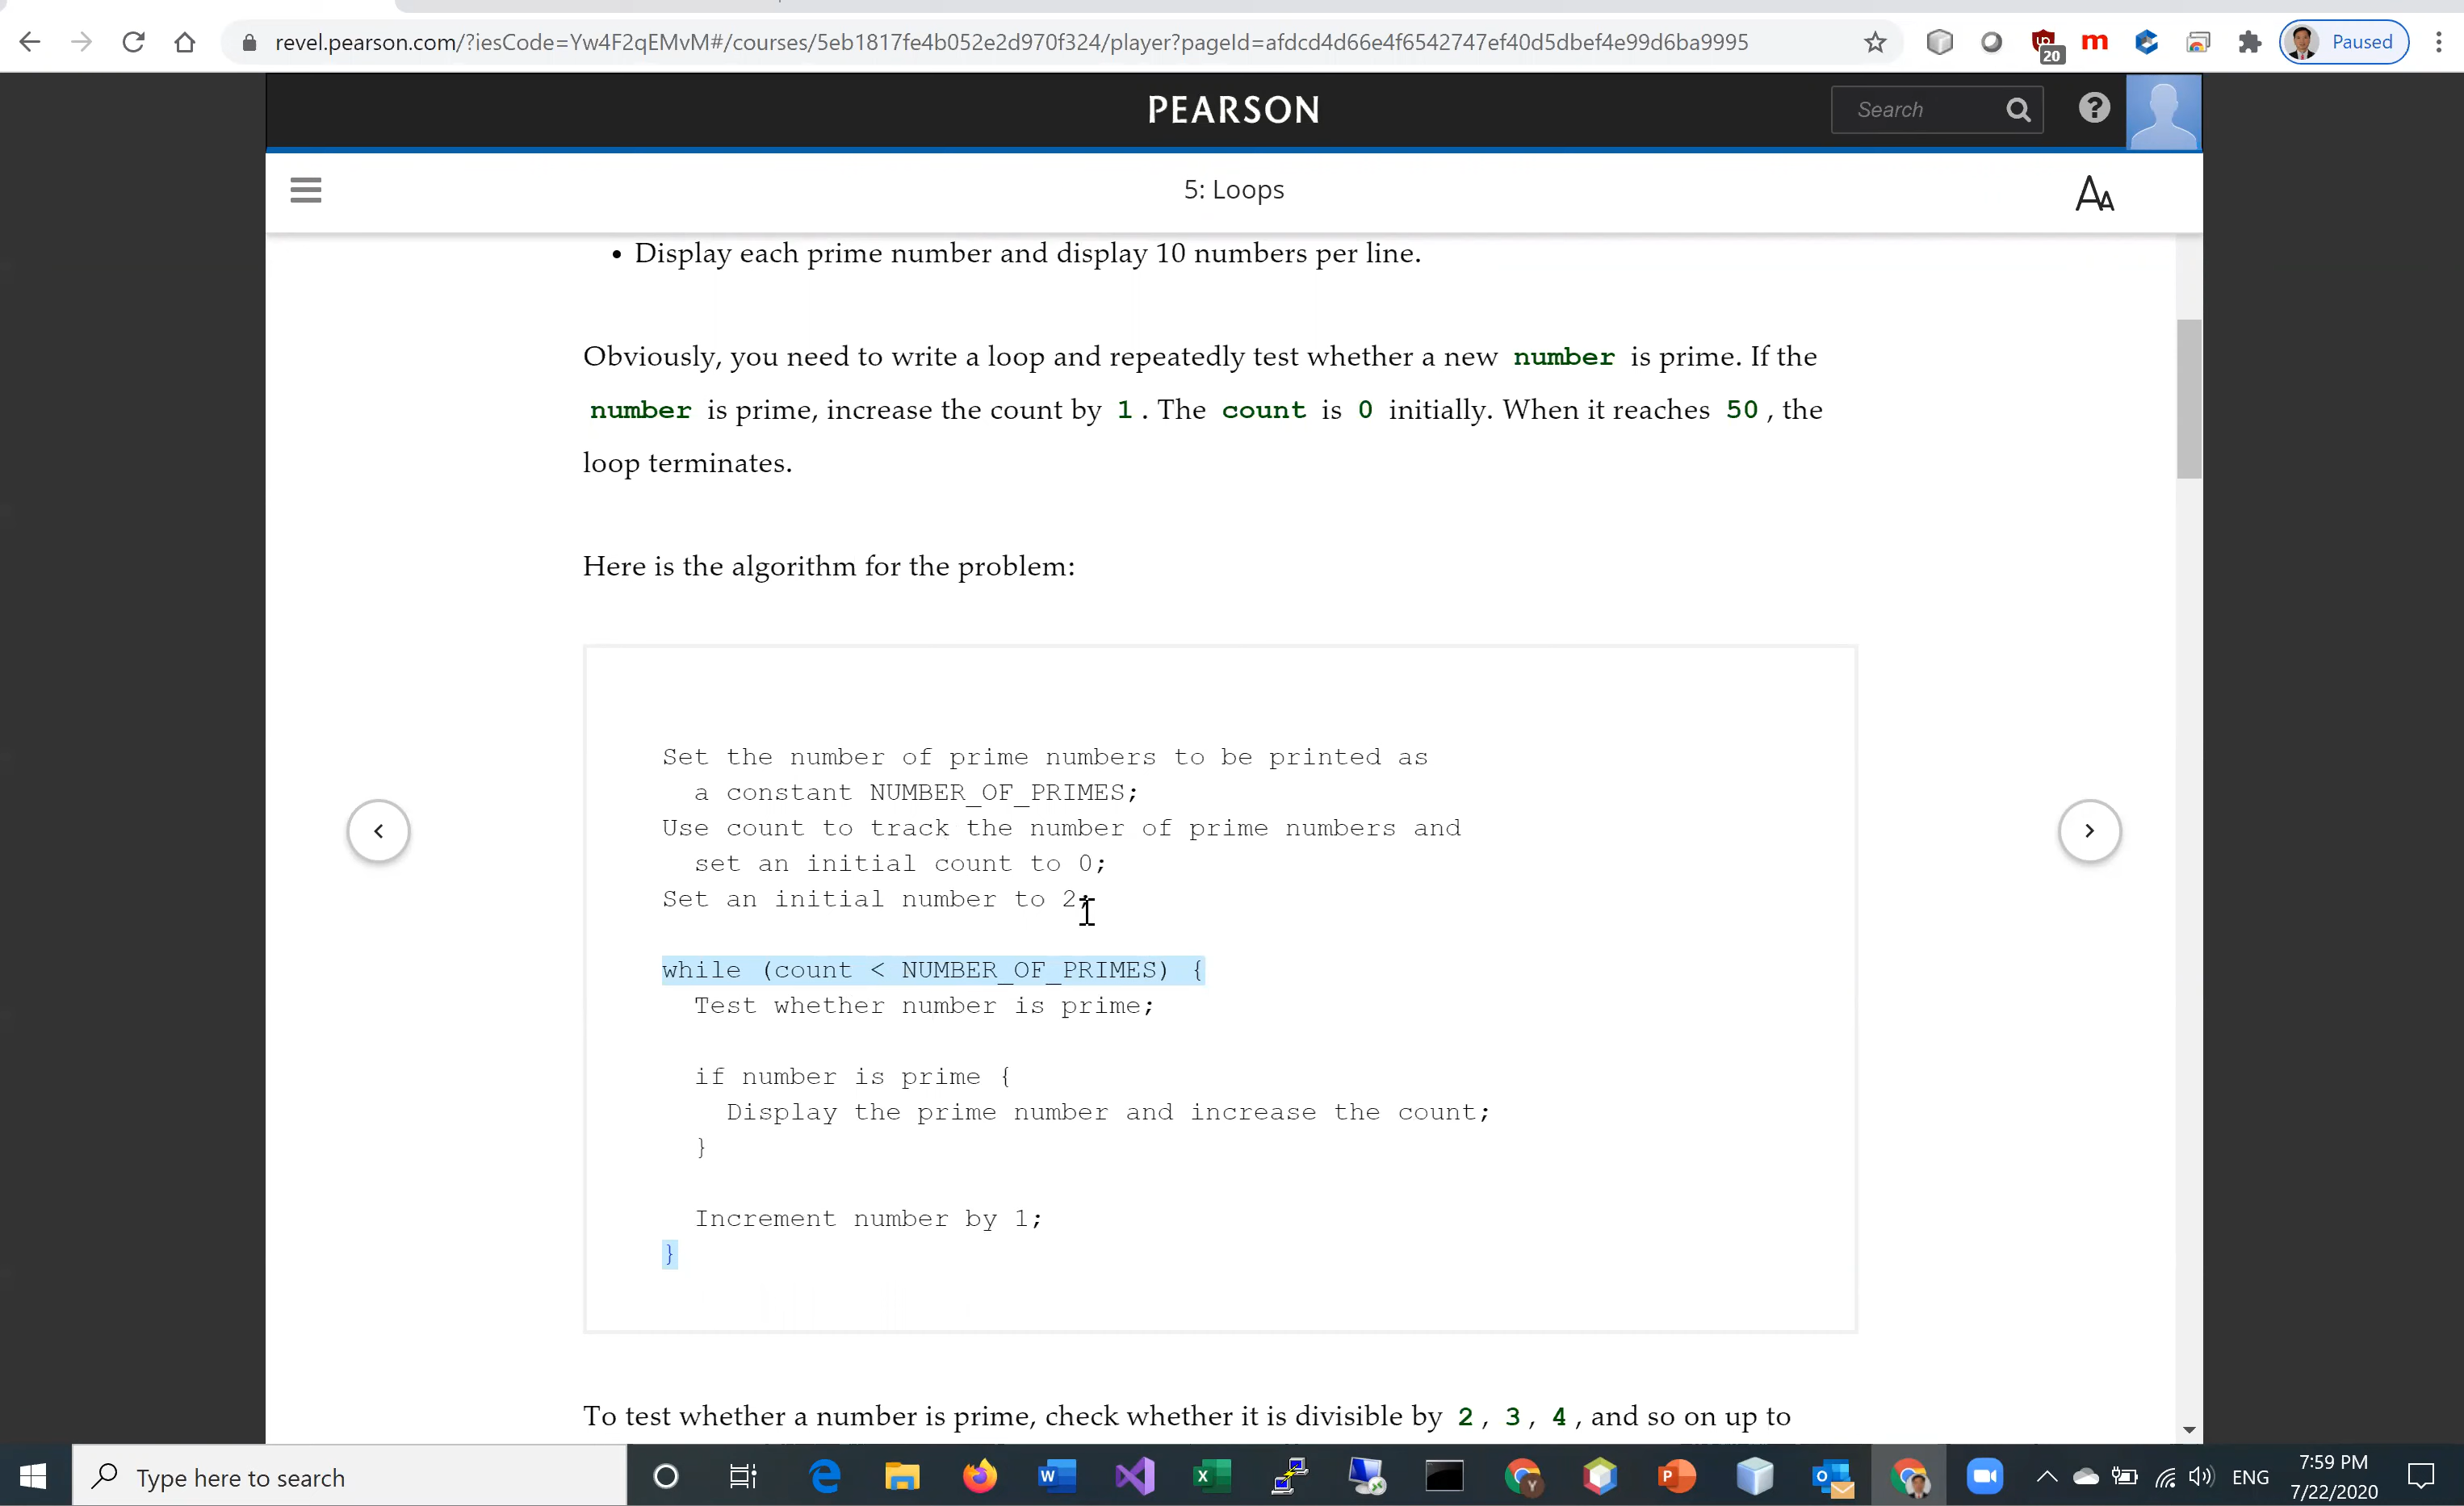 revel.pearson.com/?iesCode=Yw4F2qEMvM#/courses/5eb1817fe4b052e2d970f324/player?pageId=afdcd4d66e4f6542747ef40d5dbef4e99d6ba9995
20
Paused
PEARSON
Search
5: Loops
• Display each prime number and display 10 numbers per line.
Obviously, you need to write a loop and repeatedly test whether a new number is prime. If the
number is prime, increase the count by 1 . The count is 0 initially. When it reaches 50 , the
loop terminates.
Here is the algorithm for the problem:
Set the number of prime numbers to be printed as
a constant NUMBER_OF_PRIMES;
Use count to track the number of prime numbers and
set an initial count to 0;
Set an initial number to 2;
while (count < NUMBER_OF_PRIMES) {
Test whether number is prime;
if number is prime {
Display the prime number and increase the count;
}
Increment number by 1;
}
To test whether a number is prime, check whether it is divisible by 2 , 3 , 4 , and so on up to
Type here to search
ENG
7:59 PM
7/22/2020